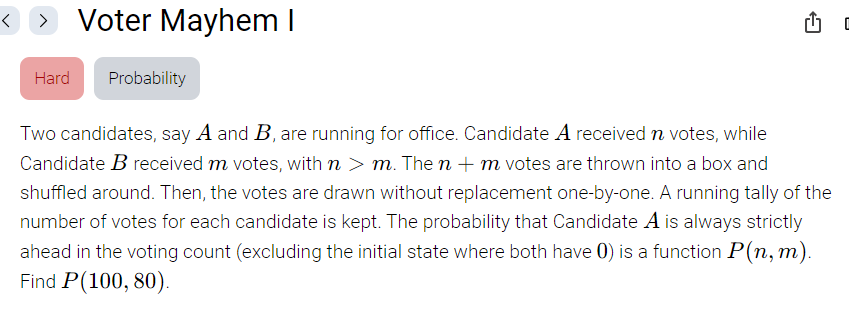 Voter Mayhem I
Hard
Probability
Two candidates, say A and B, are running for office. Candidate A received n votes, while
Candidate B received m votes, with n > m. The n + m votes are thrown into a box and
shuffled around. Then, the votes are drawn without replacement one-by-one. A running tally of the
number of votes for each candidate is kept. The probability that Candidate A is always strictly
ahead in the voting count (excluding the initial state where both have 0) is a function P(n, m).
Find P(100, 80).